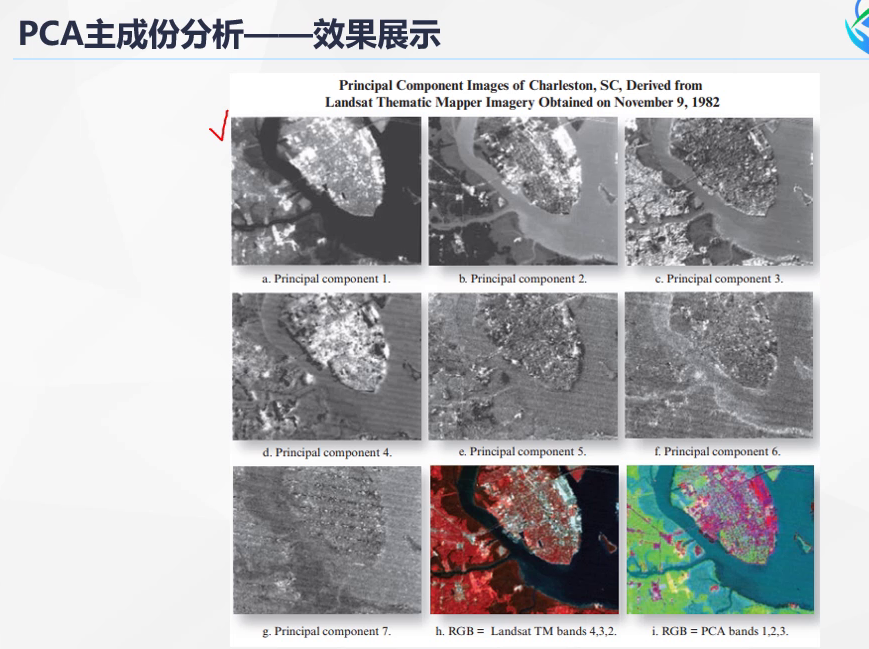 PCA主成份分析——效果展示
Principal Component Images of Charleston, SC, Derived from
Landsat Thematic Mapper Imagery Obtained on November 9, 1982
a. Principal component 1.
b. Principal component 2.
c. Principal component 3.
d. Principal component 4.
e. Principal component 5.
f. Principal component 6.
g. Principal component 7.
h. RGB = Landsat TM bands 4,3,2.
i. RGB = PCA bands 1,2,3.